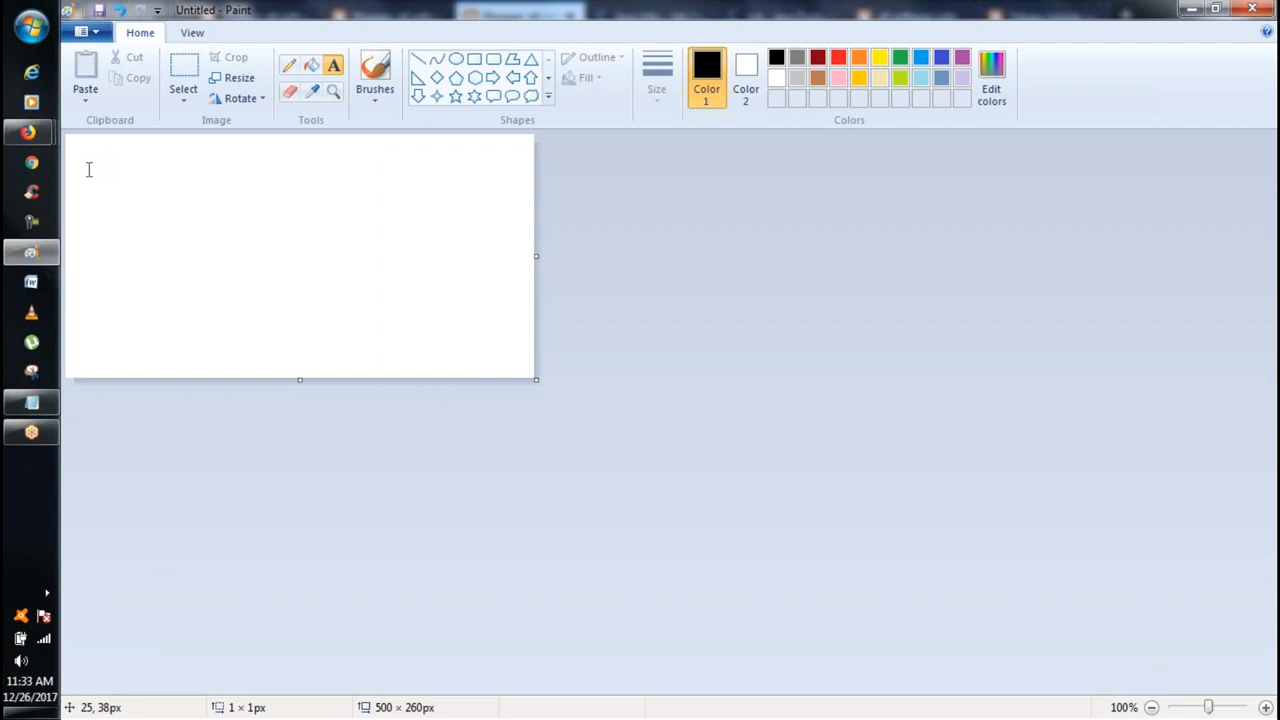 Untitled - Paint
Home
View
Paste
Cut
Copy
Clipboard
Select
Crop
Resize
Rotate
Image
A
Tools
Brushes
Shapes
Outline
Fill
Size
Color 1
Color 2
Edit colors
Colors
11:33 AM
12/26/2017
25, 38px
1 × 1px
500 × 260px
100%